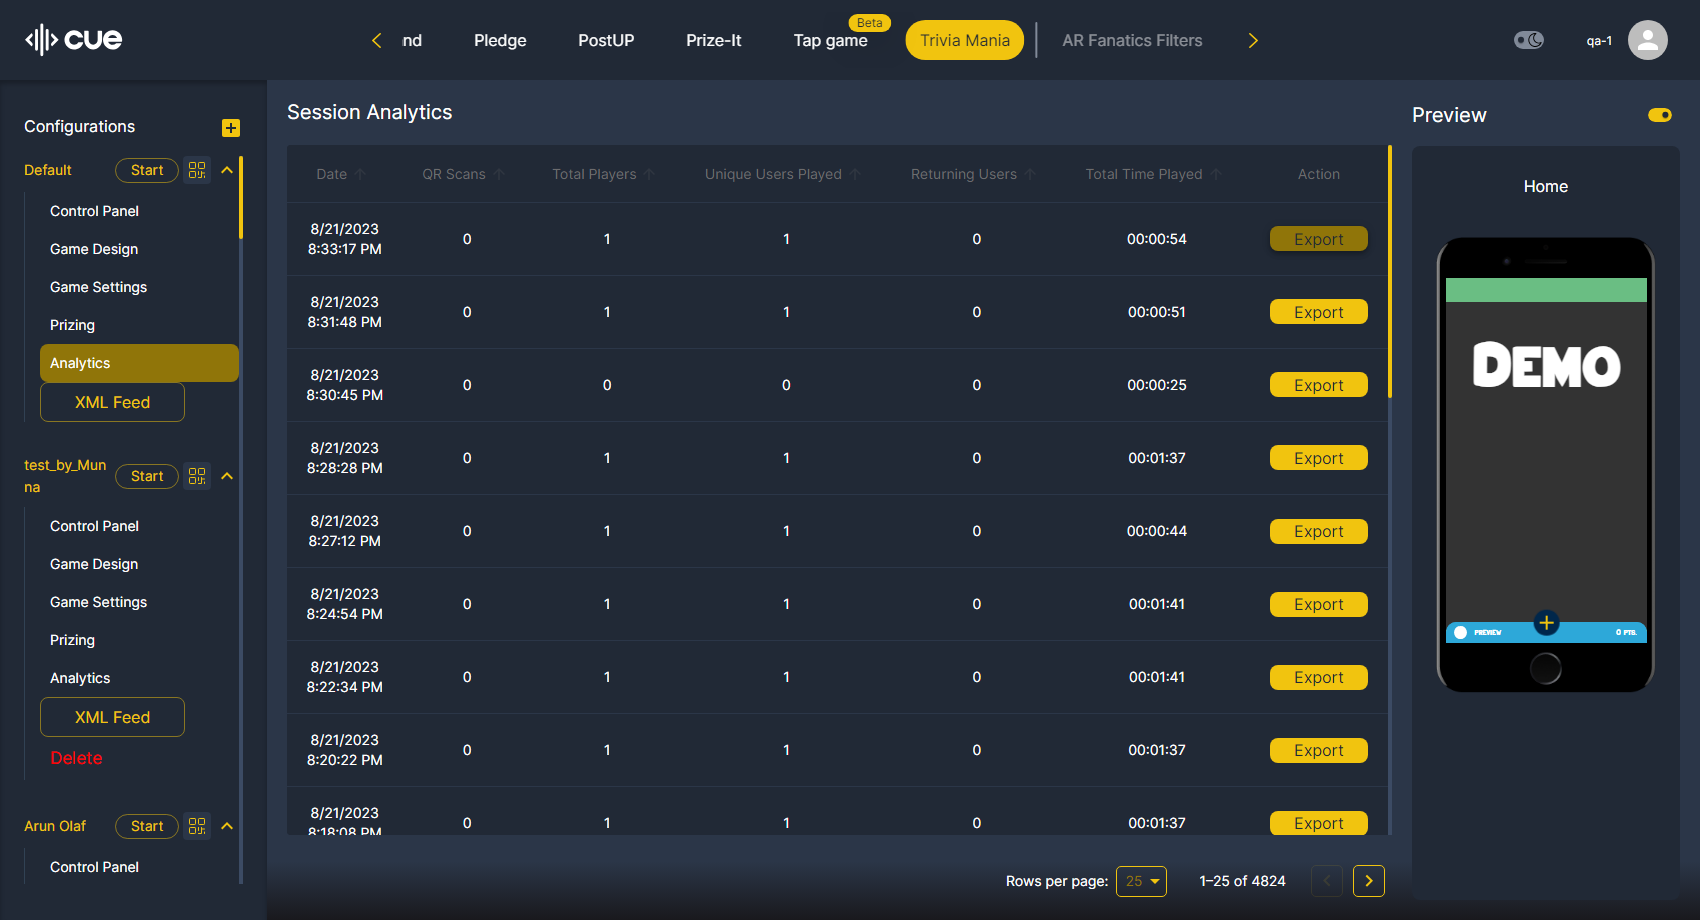 cue
nd
Pledge
PostUP
Prize-It
Tap game
Beta
Trivia Mania
AR Fanatics Filters
qa-1
Configurations
Default
Start
Control Panel
Game Design
Game Settings
Prizing
Analytics
XML Feed
test_by_Mun
na
Start
Control Panel
Game Design
Game Settings
Prizing
Analytics
XML Feed
Delete
Arun Olaf
Start
Control Panel
Session Analytics
Date QR Scans Total Players Unique Users Played Returning Users Total Time Played Action
8/21/2023
8:33:17 PM 0 1 1 0 00:00:54 Export
8/21/2023
8:31:48 PM 0 1 1 0 00:00:51 Export
8/21/2023
8:30:45 PM 0 0 0 0 00:00:25 Export
8/21/2023
8:28:28 PM 0 1 1 0 00:01:37 Export
8/21/2023
8:27:12 PM 0 1 1 0 00:00:44 Export
8/21/2023
8:24:54 PM 0 1 1 0 00:01:41 Export
8/21/2023
8:22:34 PM 0 1 1 0 00:01:41 Export
8/21/2023
8:20:22 PM 0 1 1 0 00:01:37 Export
8/21/2023
8:18:08 PM 0 1 1 0 00:01:37 Export
Rows per page: 25 1–25 of 4824
Preview
Home
DEMO
PREVIEW
0 PTS.